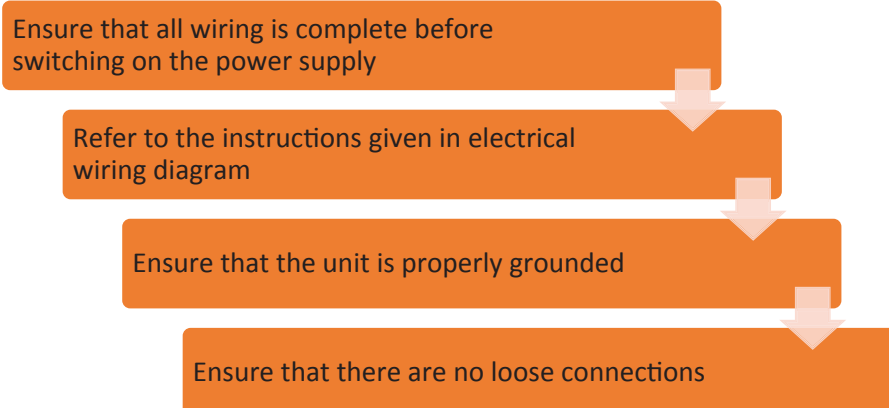 Ensure that all wiring is complete before
switching on the power supply
Refer to the instructions given in electrical
wiring diagram
Ensure that the unit is properly grounded
Ensure that there are no loose connections